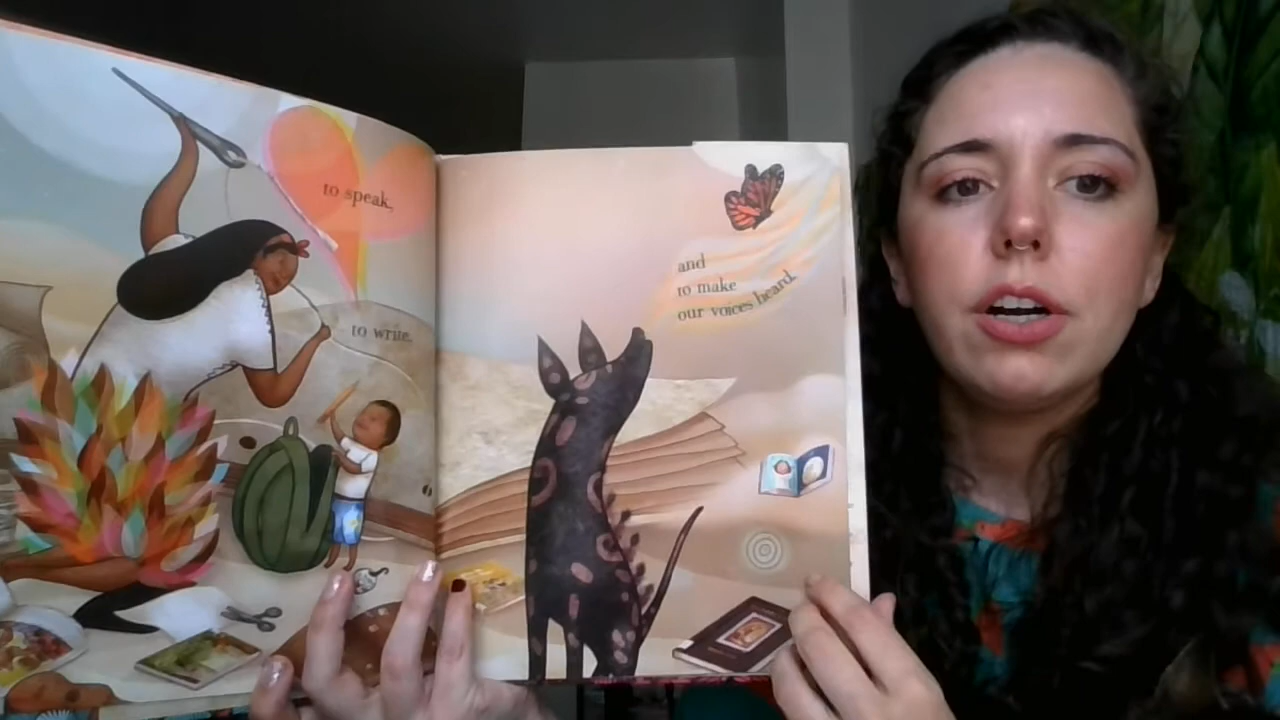 to speak,
to write,
and
to make
our voices heard.